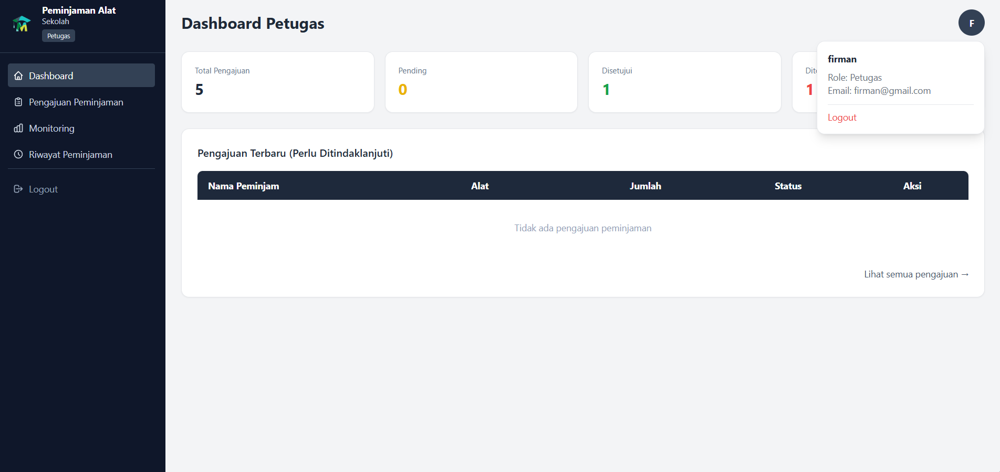 Peminjaman Alat
Sekolah
Petugas
Dashboard
Pengajuan Peminjaman
Monitoring
Riwayat Peminjaman
Logout
Dashboard Petugas
F
firman
Role: Petugas
Email: firman@gmail.com
Logout
Total Pengajuan
5
Pending
0
Disetujui
1
1
Pengajuan Terbaru (Perlu Ditindaklanjuti)
Nama Peminjam Alat Jumlah Status Aksi
Tidak ada pengajuan peminjaman
Lihat semua pengajuan →